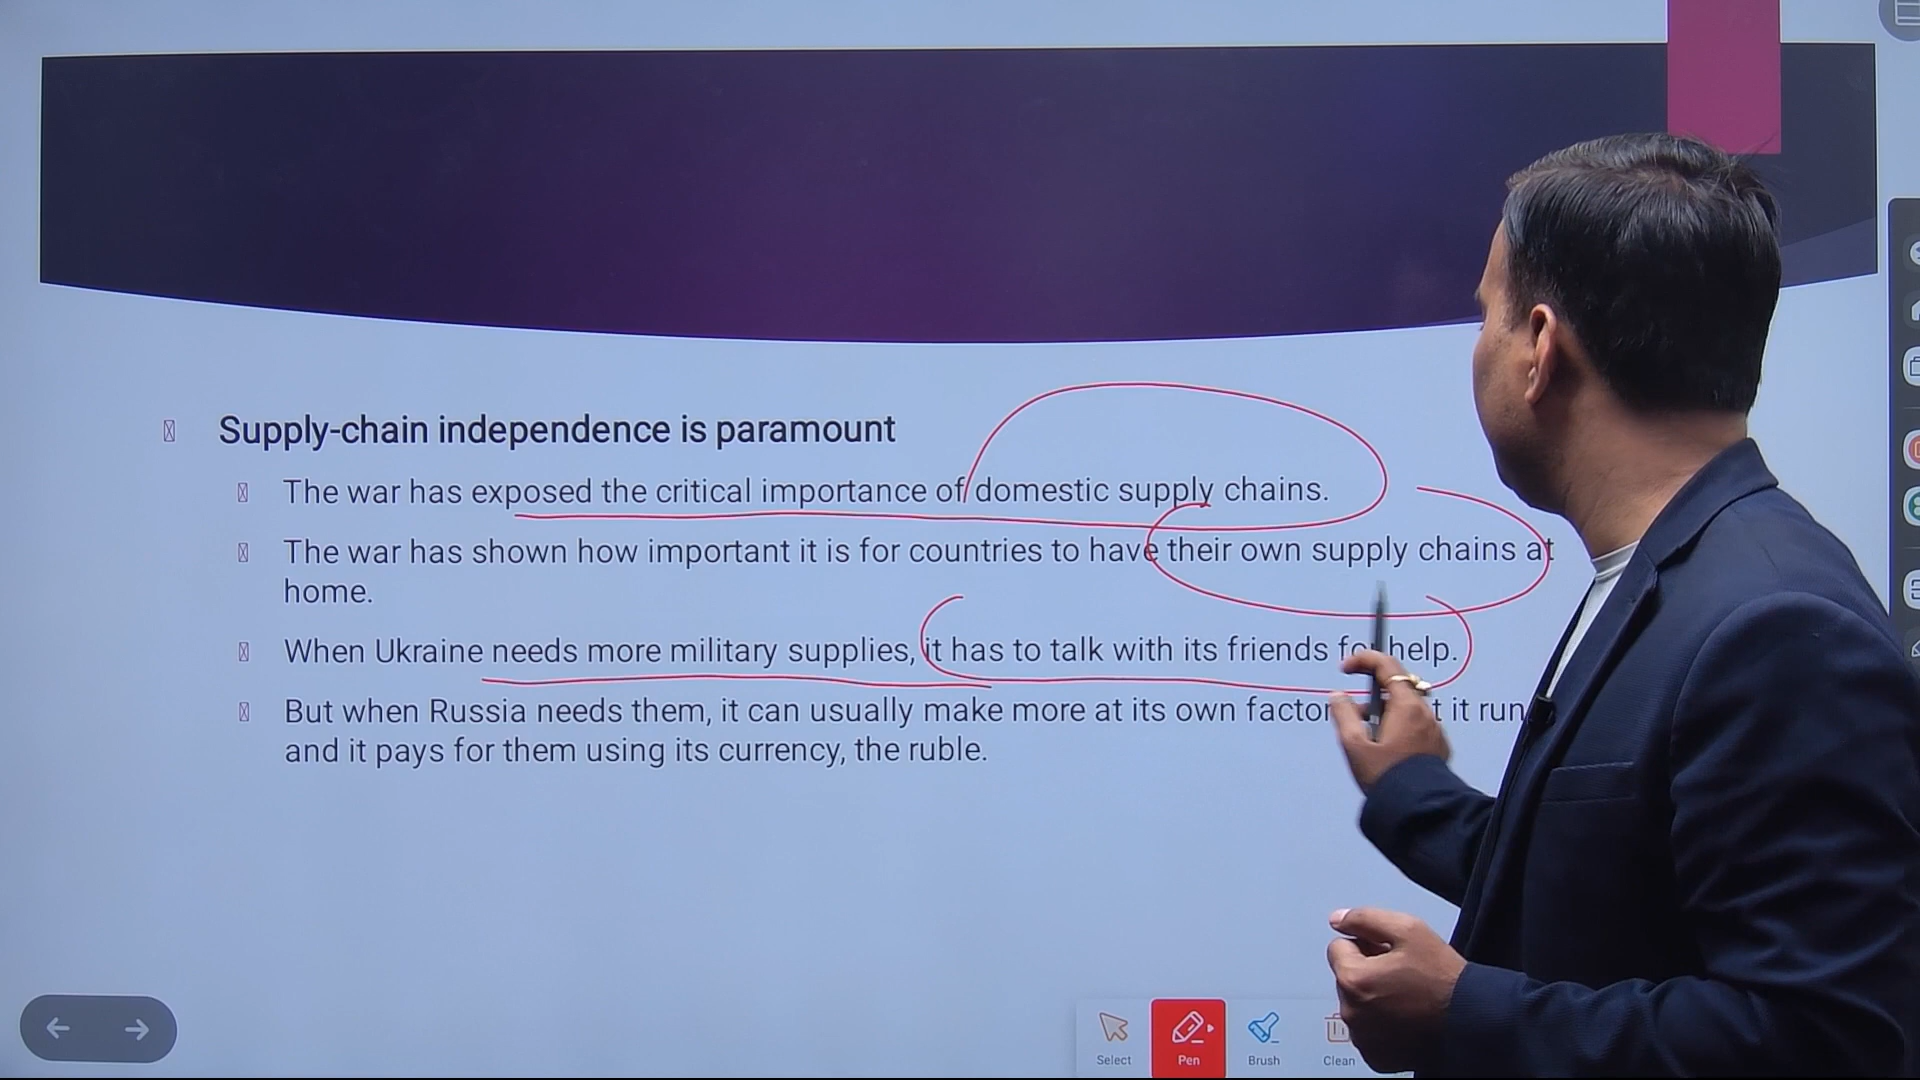 Supply-chain independence is paramount
The war has exposed the critical importance of domestic supply chains.
The war has shown how important it is for countries to have their own supply chains at
home.
When Ukraine needs more military supplies, it has to talk with its friends for help.
But when Russia needs them, it can usually make more at its own it run
and it pays for them using its currency, the ruble.
Select Pen Brush Clean